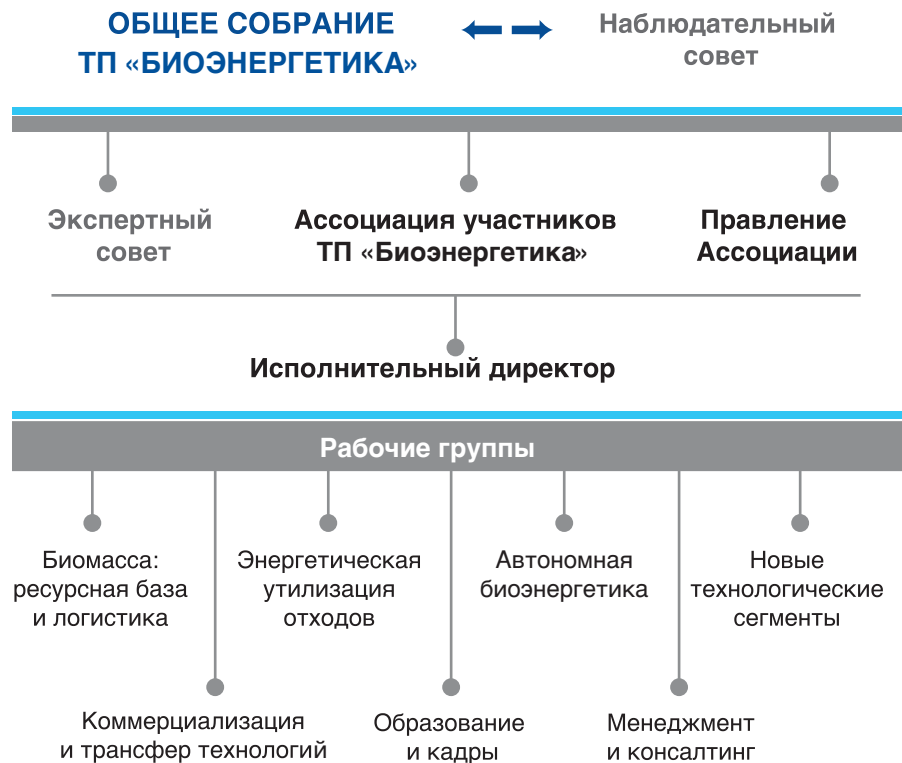 ОБЩЕЕ СОБРАНИЕ
ТП «БИОЭНЕРГЕТИКА»
Наблюдательный
совет
Экспертный
совет
Ассоциация участников
ТП «Биоэнергетика»
Правление
Ассоциации
Исполнительный директор
Рабочие группы
Биомасса:
ресурсная база
и логистика
Энергетическая
утилизация
отходов
Автономная
биоэнергетика
Новые
технологические
сегменты
Коммерциализация
и трансфер технологий
Образование
и кадры
Менеджмент
и консалтинг